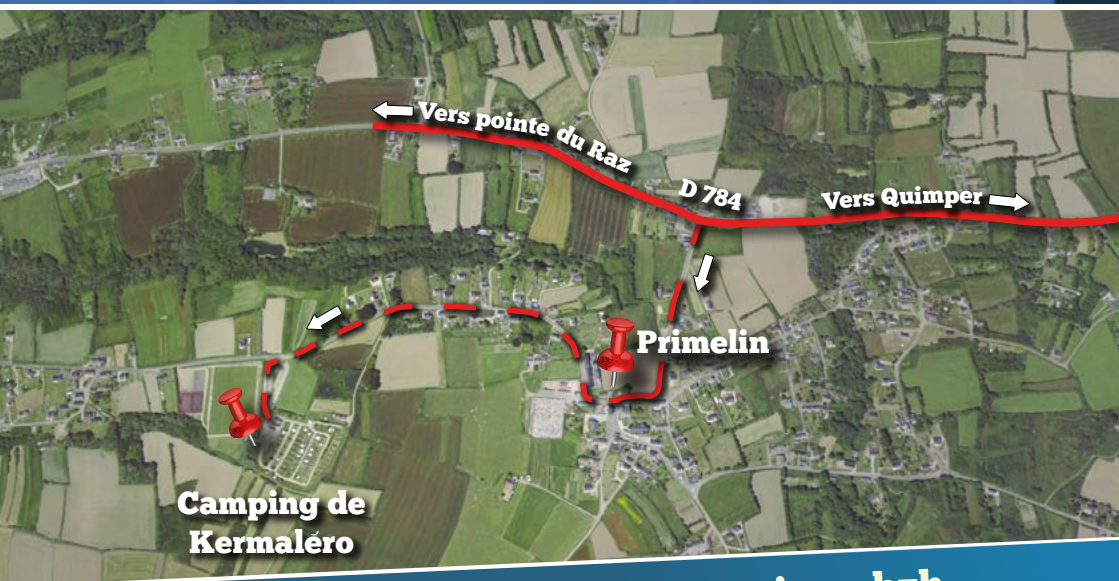 Vers pointe du Raz
D 784
Vers Quimper
Primelin
Camping de
Kermaléro